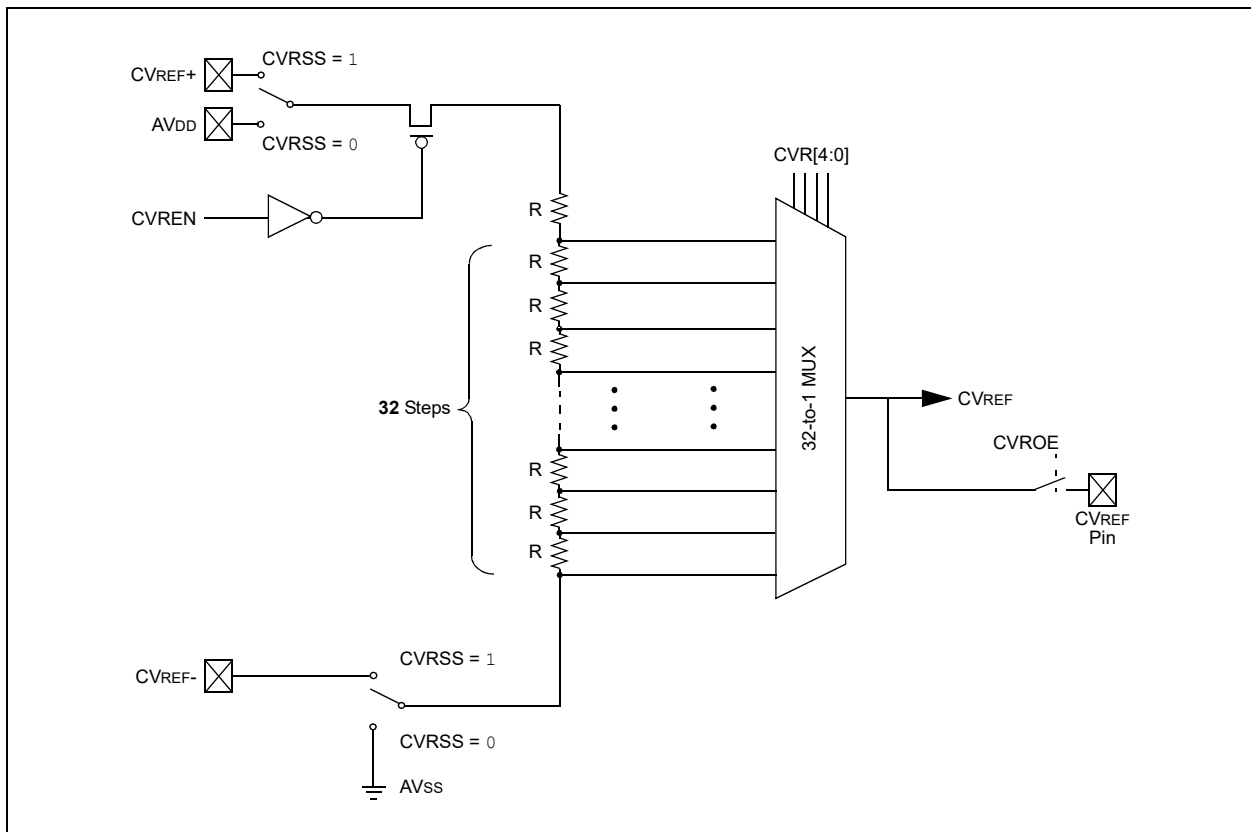 CVRSS = 1
CVREF+
AVDD
CVRSS = 0
CVR[4:0]
CVREN
R
R
R
R
32 Steps
32-to-1 MUX
CVREF
CVROE
R
R
R
CVREF
Pin
CVRSS = 1
CVREF-
CVRSS = 0
AVSS